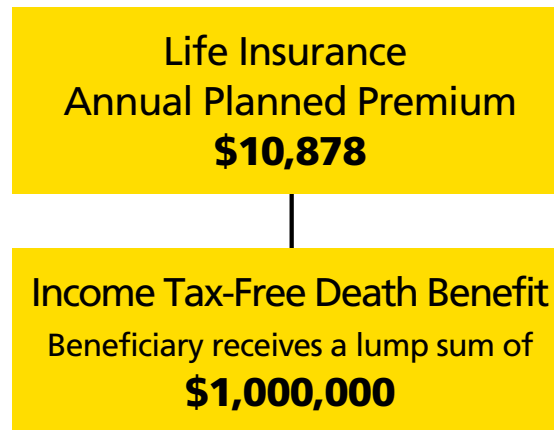 Life Insurance
Annual Planned Premium
$10,878
Income Tax-Free Death Benefit
Beneficiary receives a lump sum of
$1,000,000